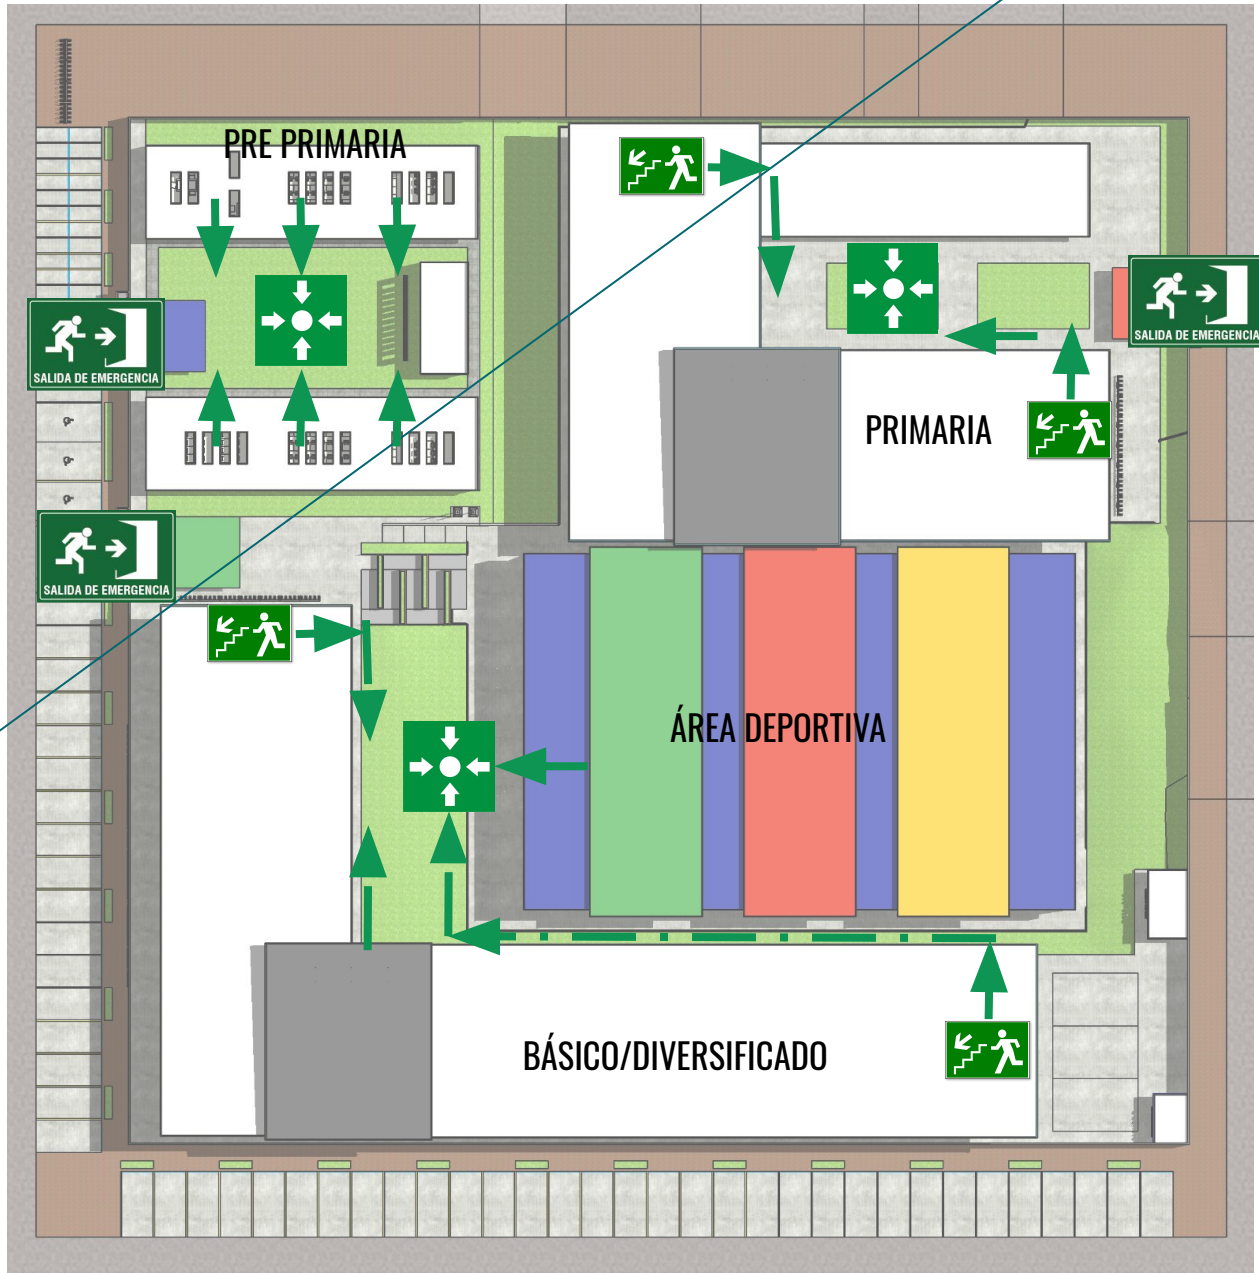 PRE PRIMARIA
SALIDA DE EMERGENCIA
SALIDA DE EMERGENCIA
PRIMARIA
SALIDA DE EMERGENCIA
ÁREA DEPORTIVA
BÁSICO/DIVERSIFICADO